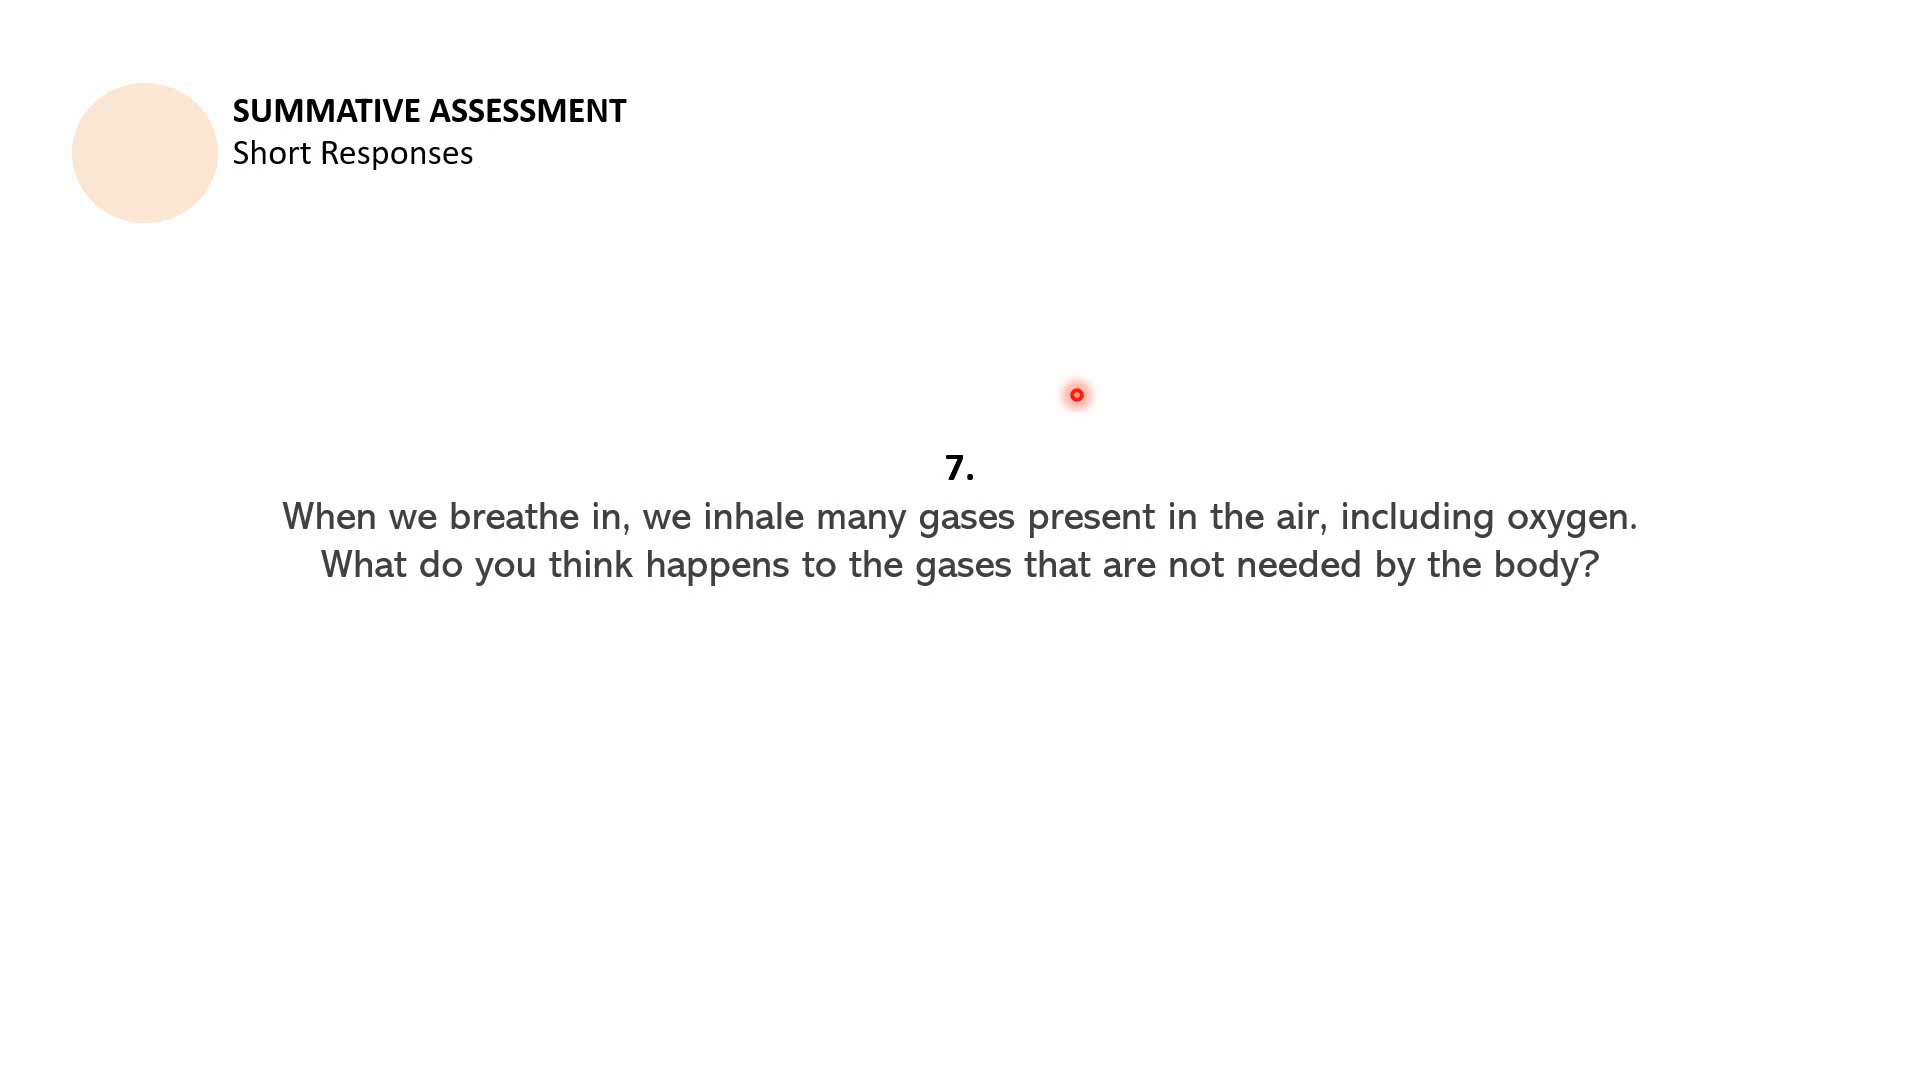 SUMMATIVE ASSESSMENT
Short Responses
7.
When we breathe in, we inhale many gases present in the air, including oxygen.
What do you think happens to the gases that are not needed by the body?